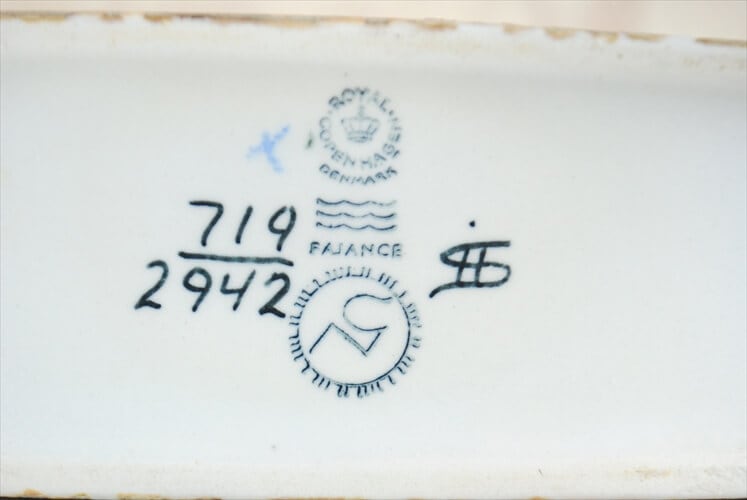 ROYAL COPENHAGEN
DENMARK
FAJANCE
719
2942